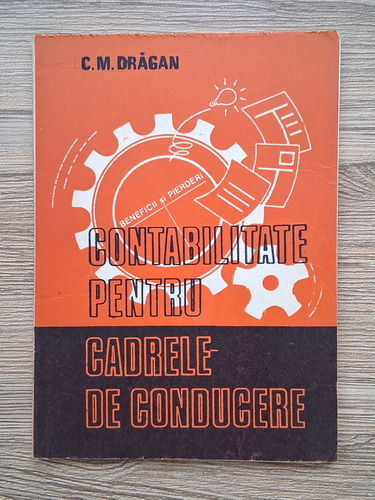 C.M. DRĂGAN
BENEFICII și PIERDERI
CONTABILITATE
PENTRU
CADRELE
DE CONDUCERE